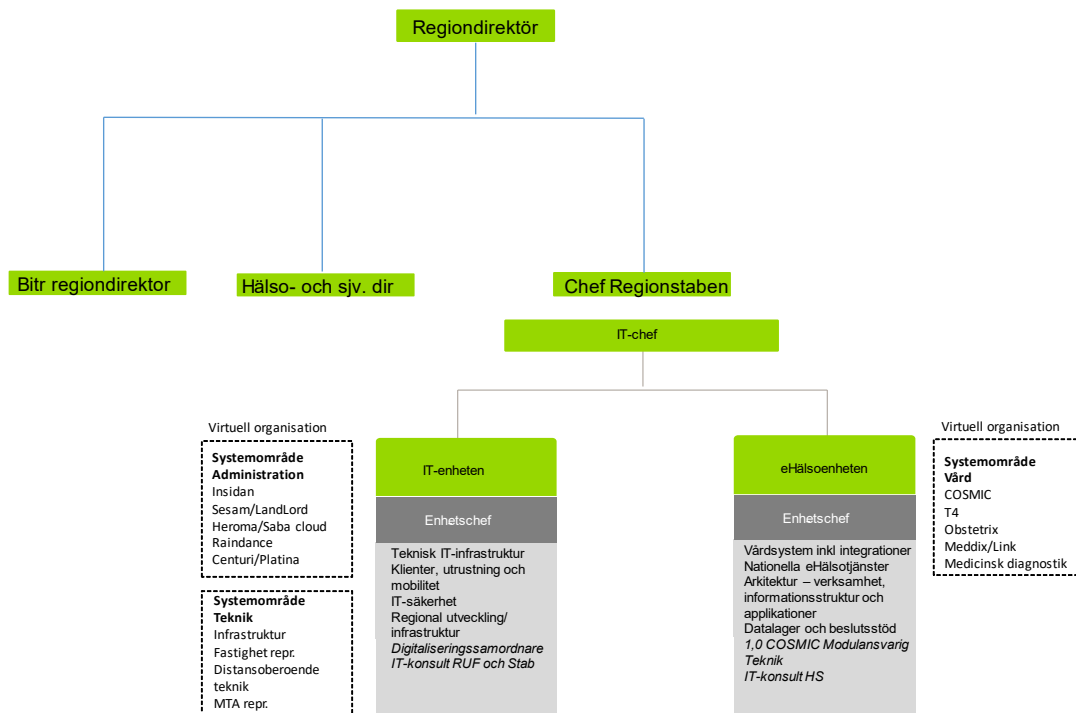 Regiondirektör
Bitr regiondirektor
Hälso- och sjv. dir
Chef Regionstaben
IT-chef
Virtuell organisation
Systemområde
Administration
Insidan
Sesam/LandLord
Heroma/Saba cloud
Raindance
Centuri/Platina
Systemområde
Teknik
Infrastruktur
Fastighet repr.
Distansoberoende
teknik
MTA repr.
IT-enheten
Enhetschef
Teknisk IT-infrastruktur
Klienter, utrustning och
mobilitet
IT-säkerhet
Regional utveckling/
infrastruktur
Digitaliseringssamordnare
IT-konsult RUF och Stab
eHälsoenheten
Enhetschef
Vårdsystem inkl integrationer
Nationella eHälsotjänster
Arkitektur – verksamhet,
informationsstruktur och
applikationer
Datalager och beslutsstöd
1,0 COSMIC Modulansvarig
Teknik
IT-konsult HS
Virtuell organisation
Systemområde
Vård
COSMIC
T4
Obstetrix
Meddix/Link
Medicinsk diagnostik